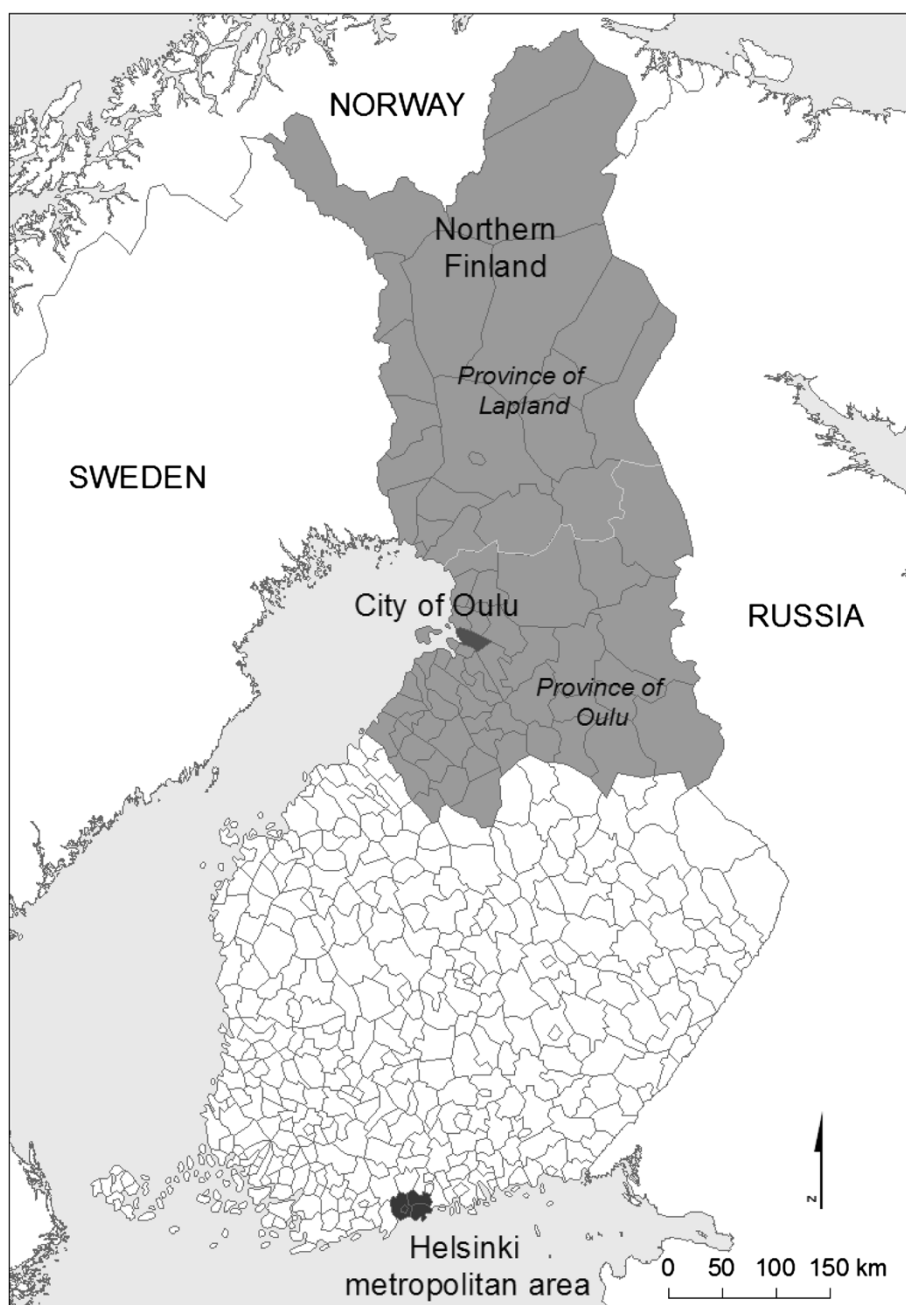 NORWAY
Northern
Finland
Province of
Lapland
SWEDEN
City of Oulu
RUSSIA
Province of
Oulu
N
Helsinki
metropolitan area
0 50 100 150 km